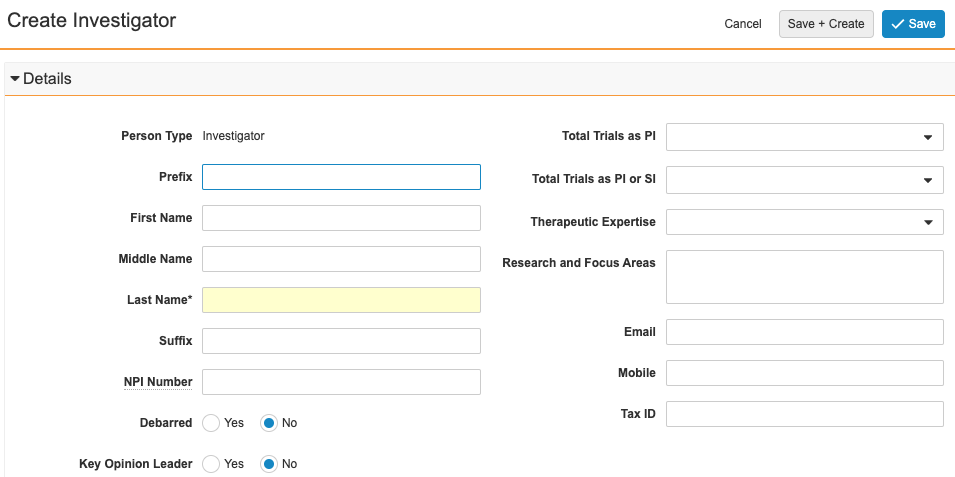 Create Investigator
Cancel
Save + Create
Save
Details
Person Type Investigator
Prefix
First Name
Middle Name
Last Name*
Suffix
NPI Number
Debarred Yes No
Key Opinion Leader Yes No
Total Trials as PI
Total Trials as PI or SI
Therapeutic Expertise
Research and Focus Areas
Email
Mobile
Tax ID